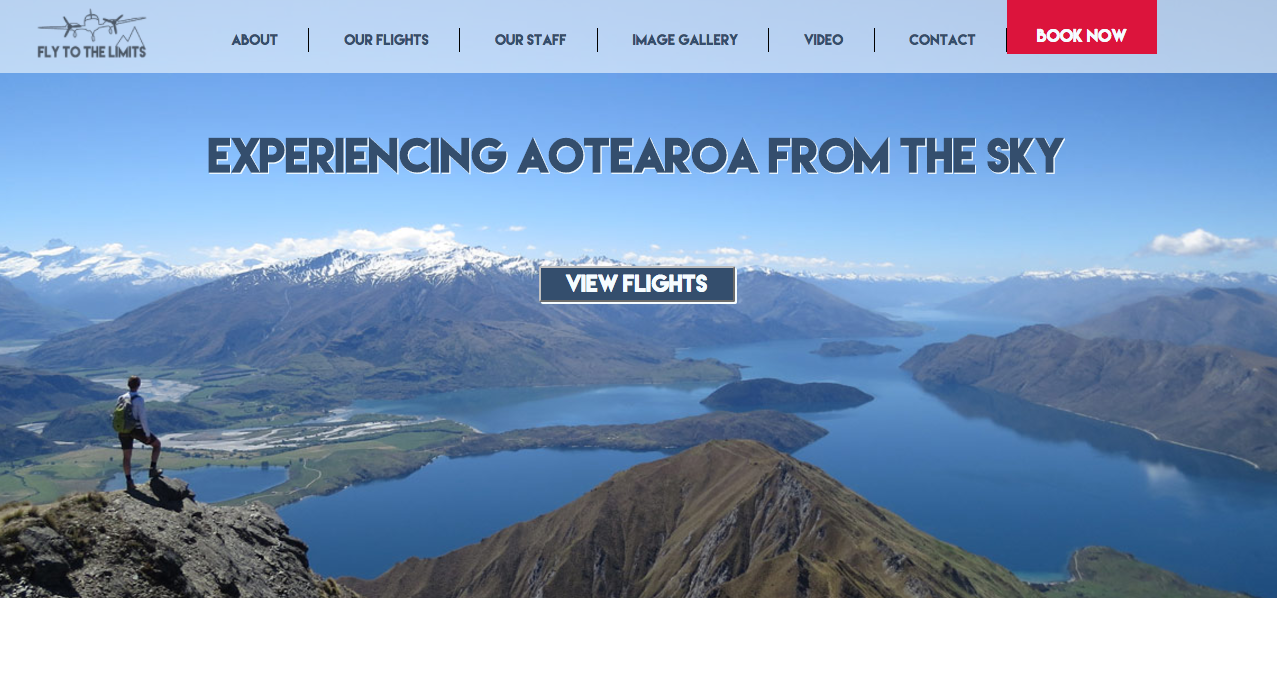 FLY TO THE LIMITS
ABOUT
OUR FLIGHTS
OUR STAFF
IMAGE GALLERY
VIDEO
CONTACT
BOOK NOW
EXPERIENCING AOTEAROA FROM THE SKY
VIEW FLIGHTS